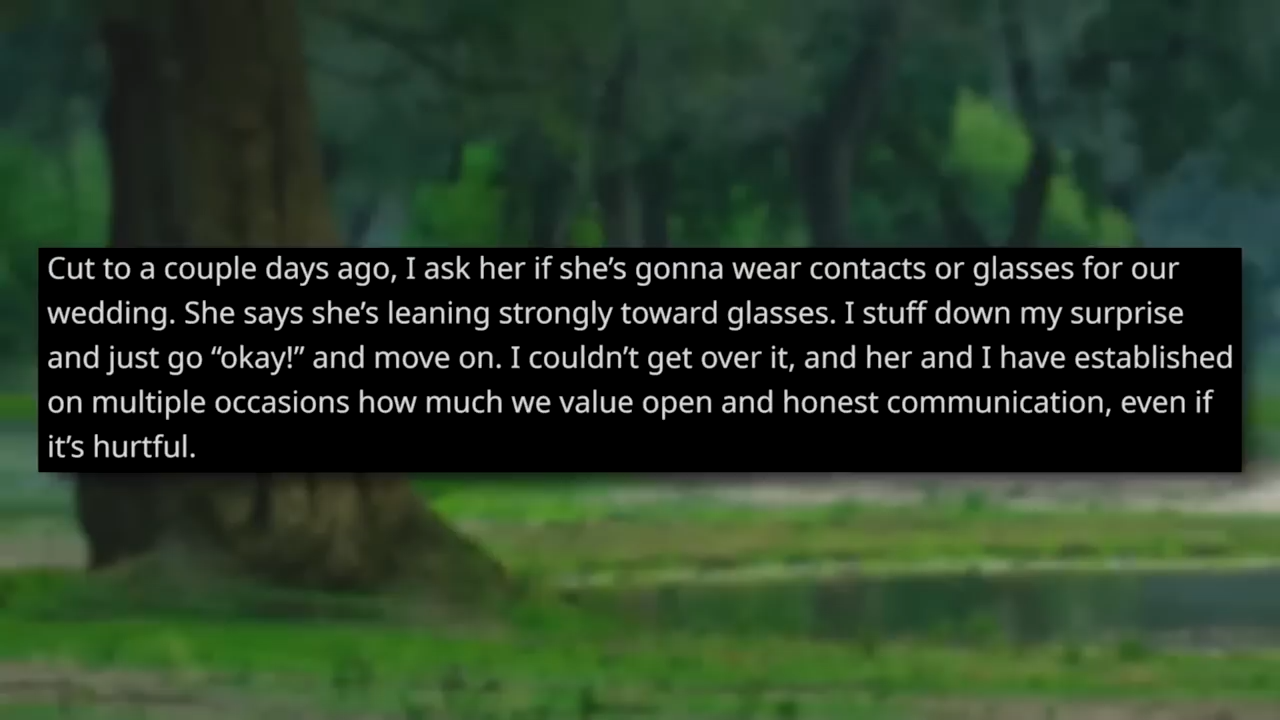 Cut to a couple days ago, I ask her if she’s gonna wear contacts or glasses for our
wedding. She says she’s leaning strongly toward glasses. I stuff down my surprise
and just go “okay!” and move on. I couldn’t get over it, and her and I have established
on multiple occasions how much we value open and honest communication, even if
it’s hurtful.